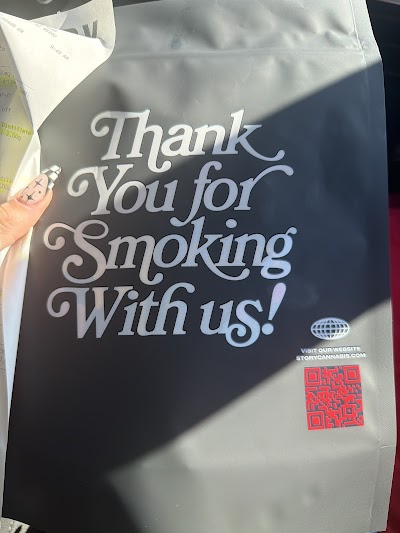 Thank
You for
Smoking
With us!
VISIT OUR WEBSITE
STORYCANNABIS.COM